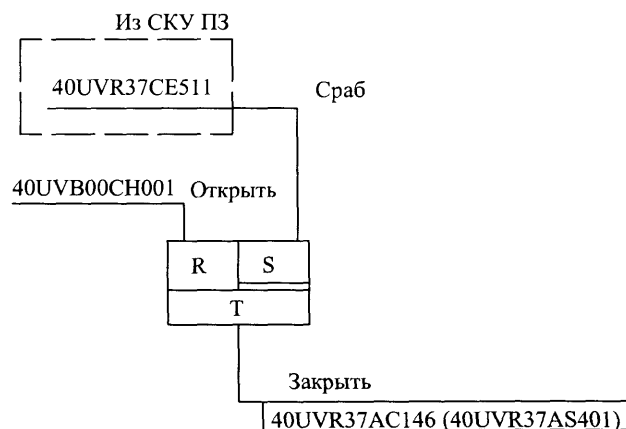 Из СКУ ПЗ
40UVR37CE511
Сраб
40UVB00CH001 Открыть
R S
T
Закрыть
40UVR37AC146 (40UVR37AS401)